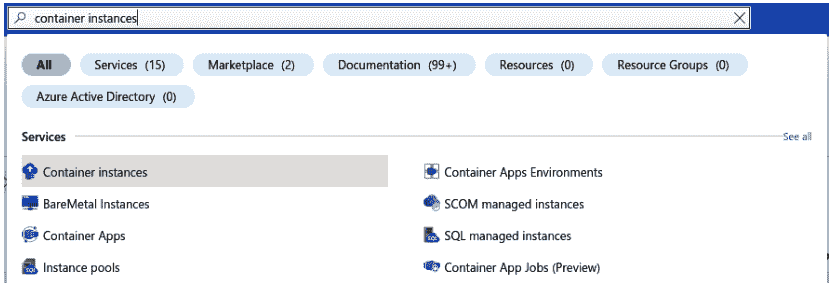 container instances
All Services (15) Marketplace (2) Documentation (99+) Resources (0) Resource Groups (0)
Azure Active Directory (0)
Services See all
Container instances Container Apps Environments
BareMetal Instances SCOM managed instances
Container Apps SQL managed instances
Instance pools Container App Jobs (Preview)